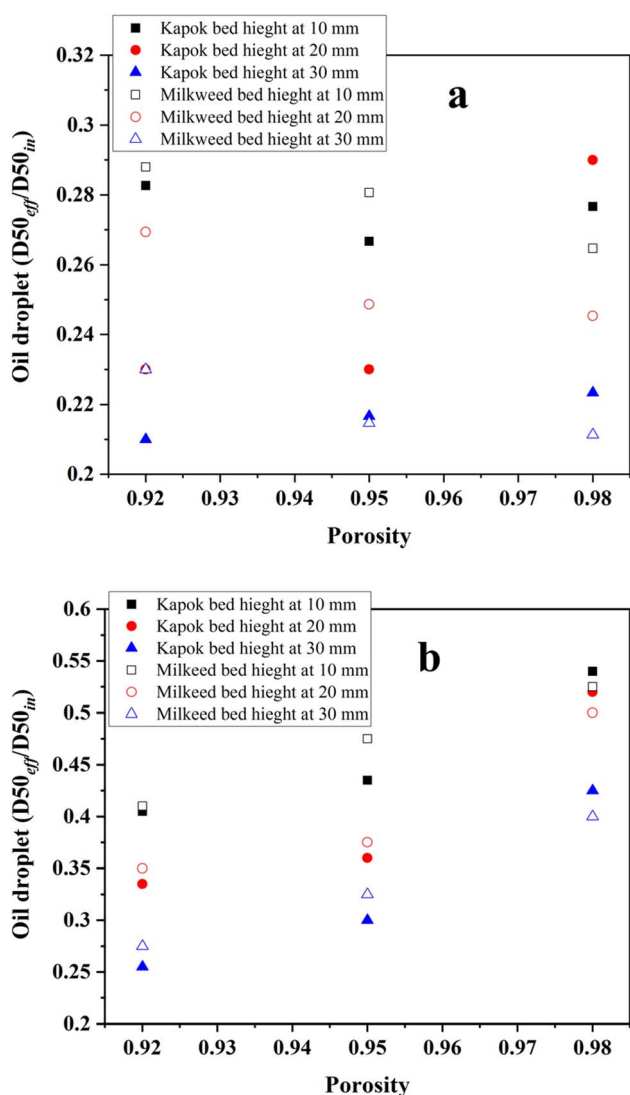 Kapok bed hieght at 10 mm
Kapok bed hieght at 20 mm
Kapok bed hieght at 30 mm
Milkweed bed hieght at 10 mm
Milkweed bed hieght at 20 mm
Milkweed bed hieght at 30 mm
a
0.32
0.3
0.28
0.26
0.24
0.22
0.2
Oil droplet (D50eff/D50in)
0.92 0.93 0.94 0.95 0.96 0.97 0.98
Porosity
Kapok bed hieght at 10 mm
Kapok bed hieght at 20 mm
Kapok bed hieght at 30 mm
Milkeed bed hieght at 10 mm
Milkeed bed hieght at 20 mm
Milkeed bed hieght at 30 mm
b
0.6
0.55
0.5
0.45
0.4
0.35
0.3
0.25
0.2
Oil droplet (D50eff/D50in)
0.92 0.93 0.94 0.95 0.96 0.97 0.98
Porosity